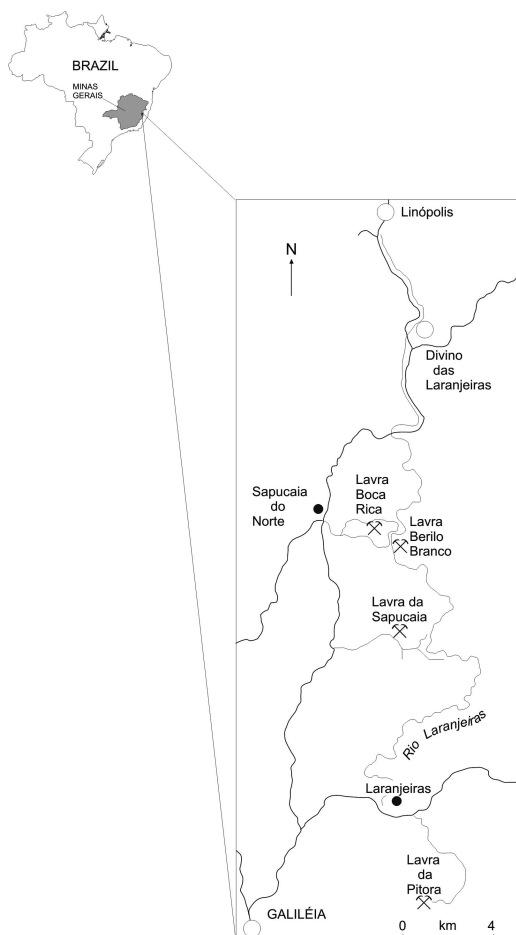 BRAZIL
MINAS
GERAIS
Linópolis
N
Divino
das
Laranjeiras
Lavra
Boca
Rica
Sapucaia
do
Norte
Lavra
Berilo
Branco
Lavra da
Sapucaia
Rio Laranjeiras
Laranjeiras
Lavra
da
Pitora
GALILÉIA
0 km 4